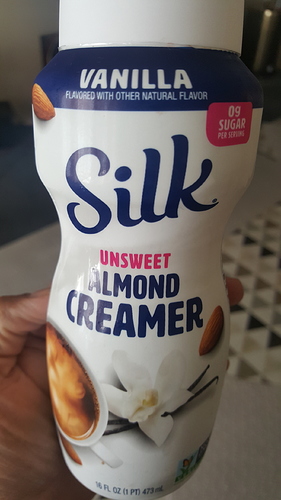 VANILLA
FLAVORED WITH OTHER NATURAL FLAVOR
0g
SUGAR
PER SERVING
Silk
UNSWEET
ALMOND
CREAMER
16 FL OZ (1 PT) 473 mL